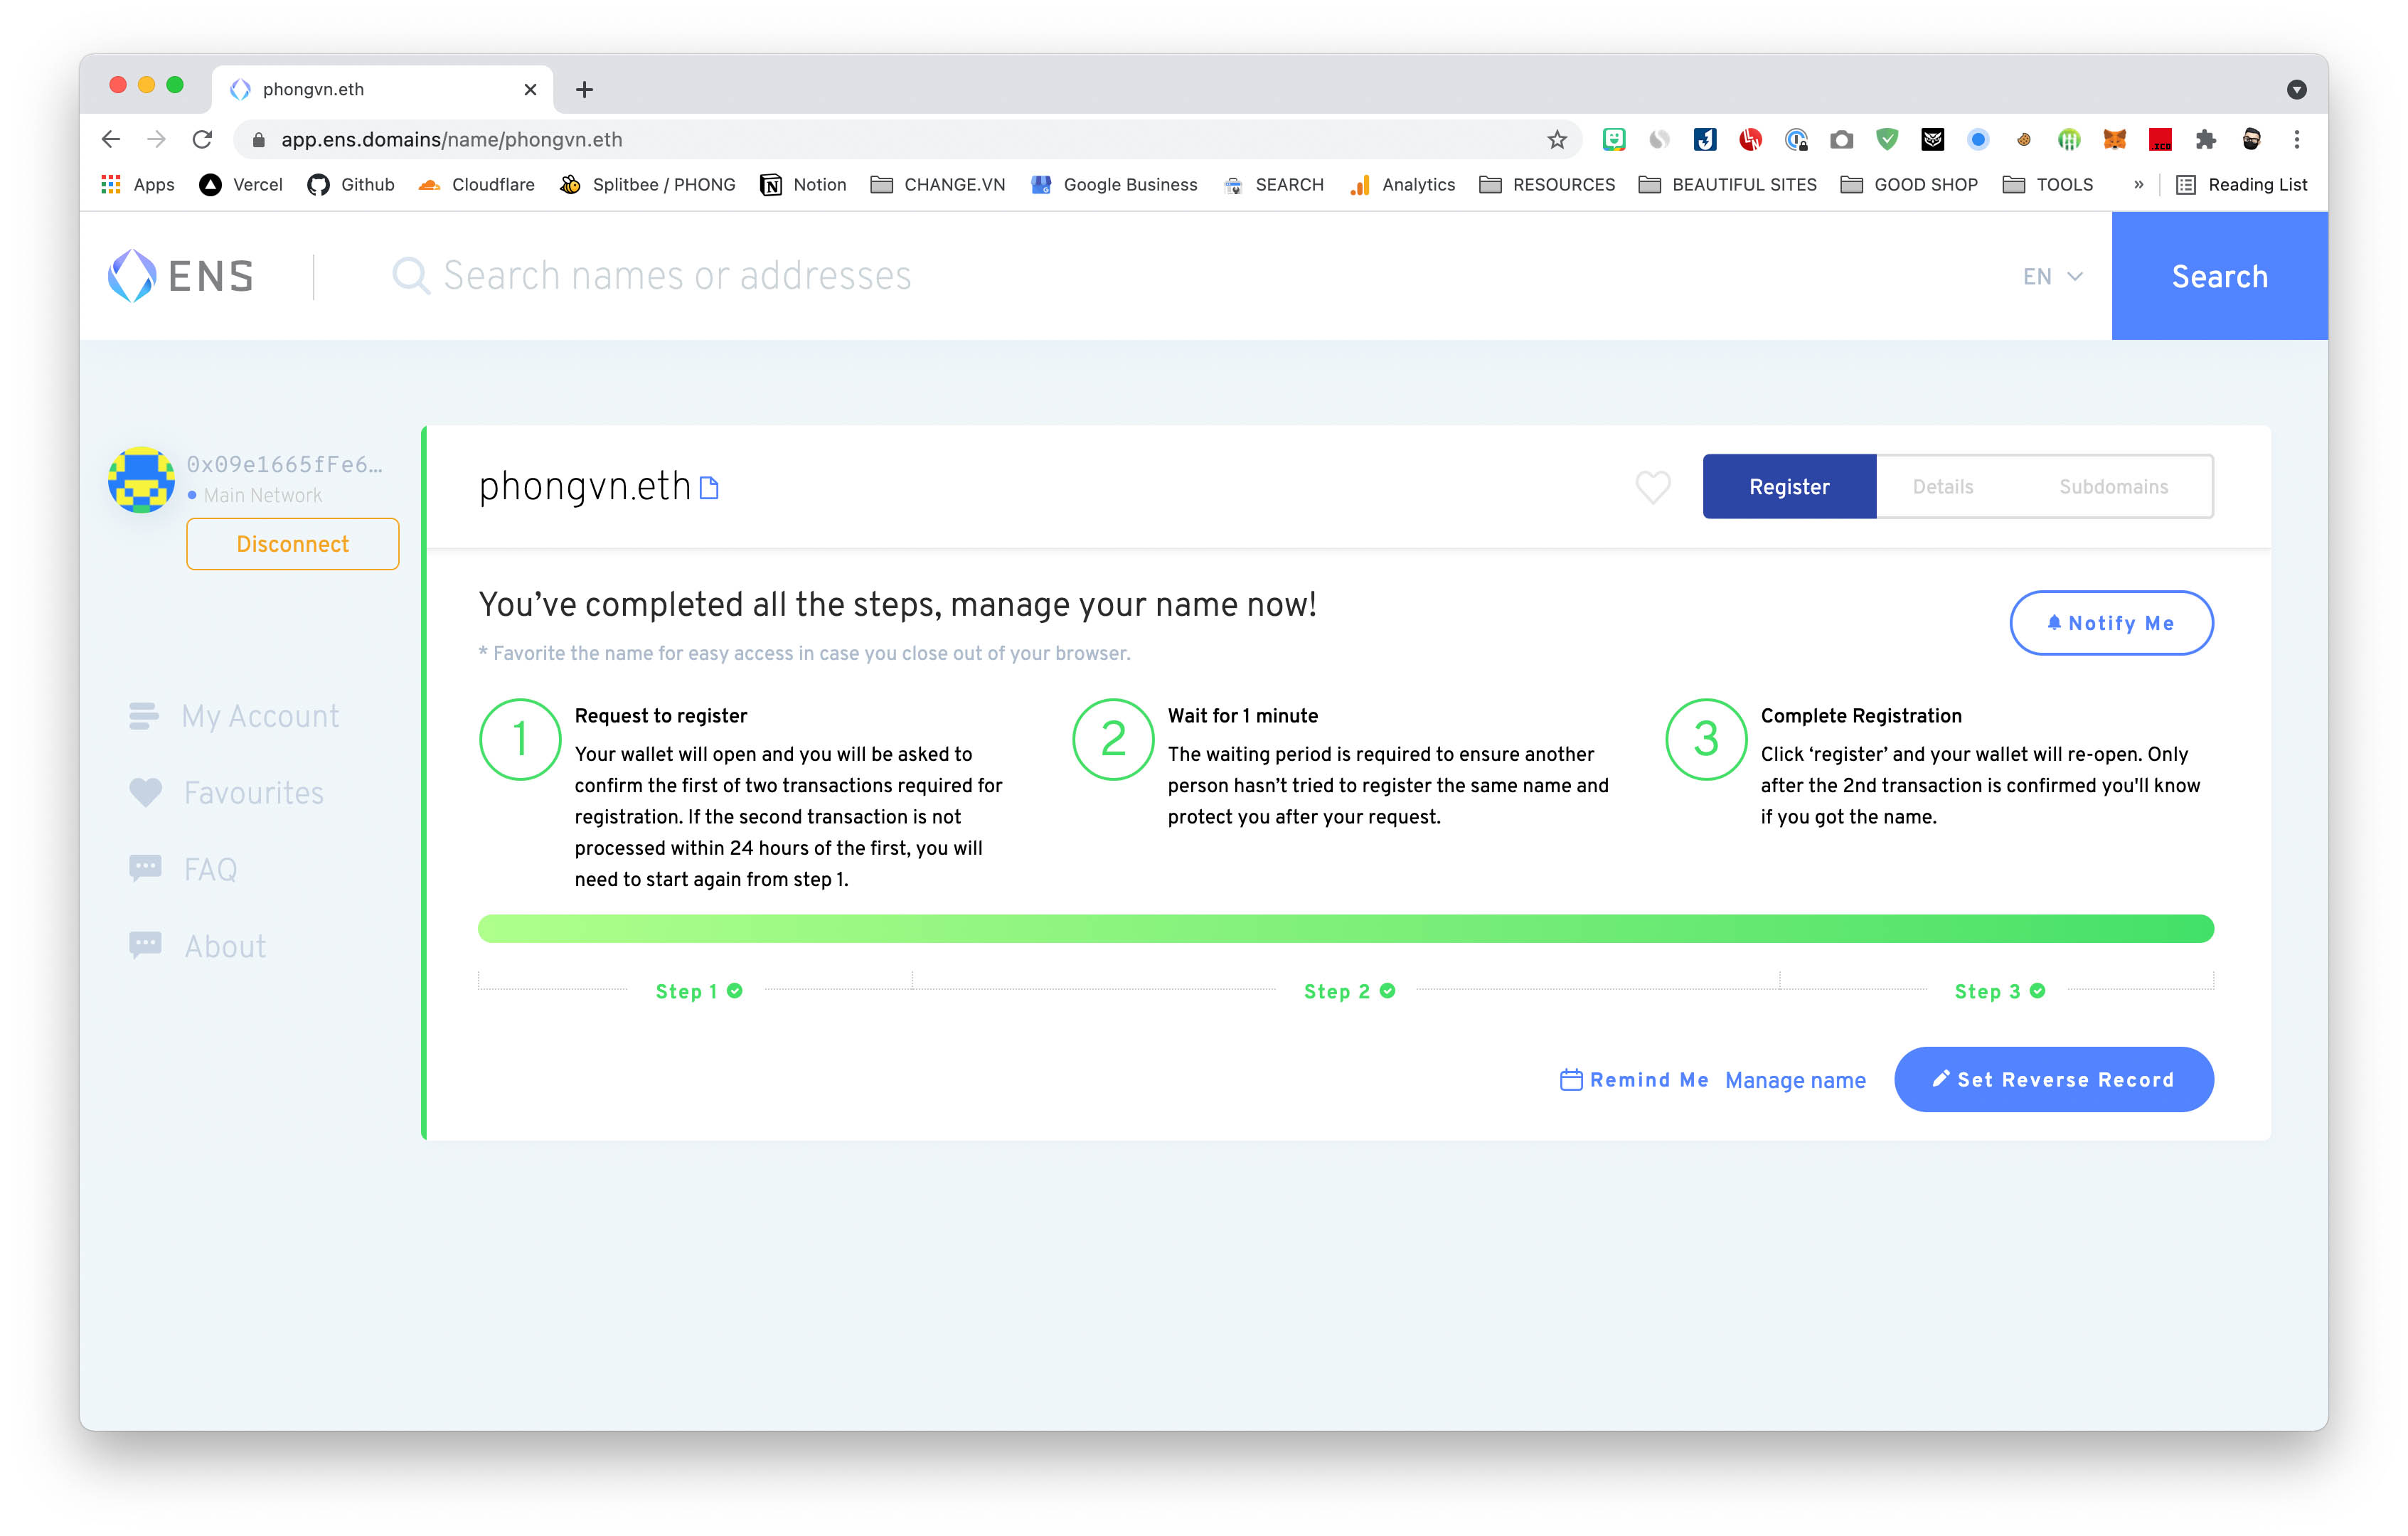 phongvn.eth
app.ens.domains/name/phongvn.eth
Apps Vercel Github Cloudflare Splitbee / PHONG Notion CHANGE.VN Google Business SEARCH Analytics RESOURCES BEAUTIFUL SITES GOOD SHOP TOOLS » Reading List
ENS Search names or addresses EN Search
0x09e1665fFe6...
Main Network
Disconnect
My Account
Favourites
FAQ
About
phongvn.eth Register Details Subdomains
You’ve completed all the steps, manage your name now!
* Favorite the name for easy access in case you close out of your browser.
Notify Me
1
Request to register
Your wallet will open and you will be asked to
confirm the first of two transactions required for
registration. If the second transaction is not
processed within 24 hours of the first, you will
need to start again from step 1.
2
Wait for 1 minute
The waiting period is required to ensure another
person hasn’t tried to register the same name and
protect you after your request.
3
Complete Registration
Click ‘register’ and your wallet will re-open. Only
after the 2nd transaction is confirmed you'll know
if you got the name.
Step 1 Step 2 Step 3
Remind Me Manage name Set Reverse Record